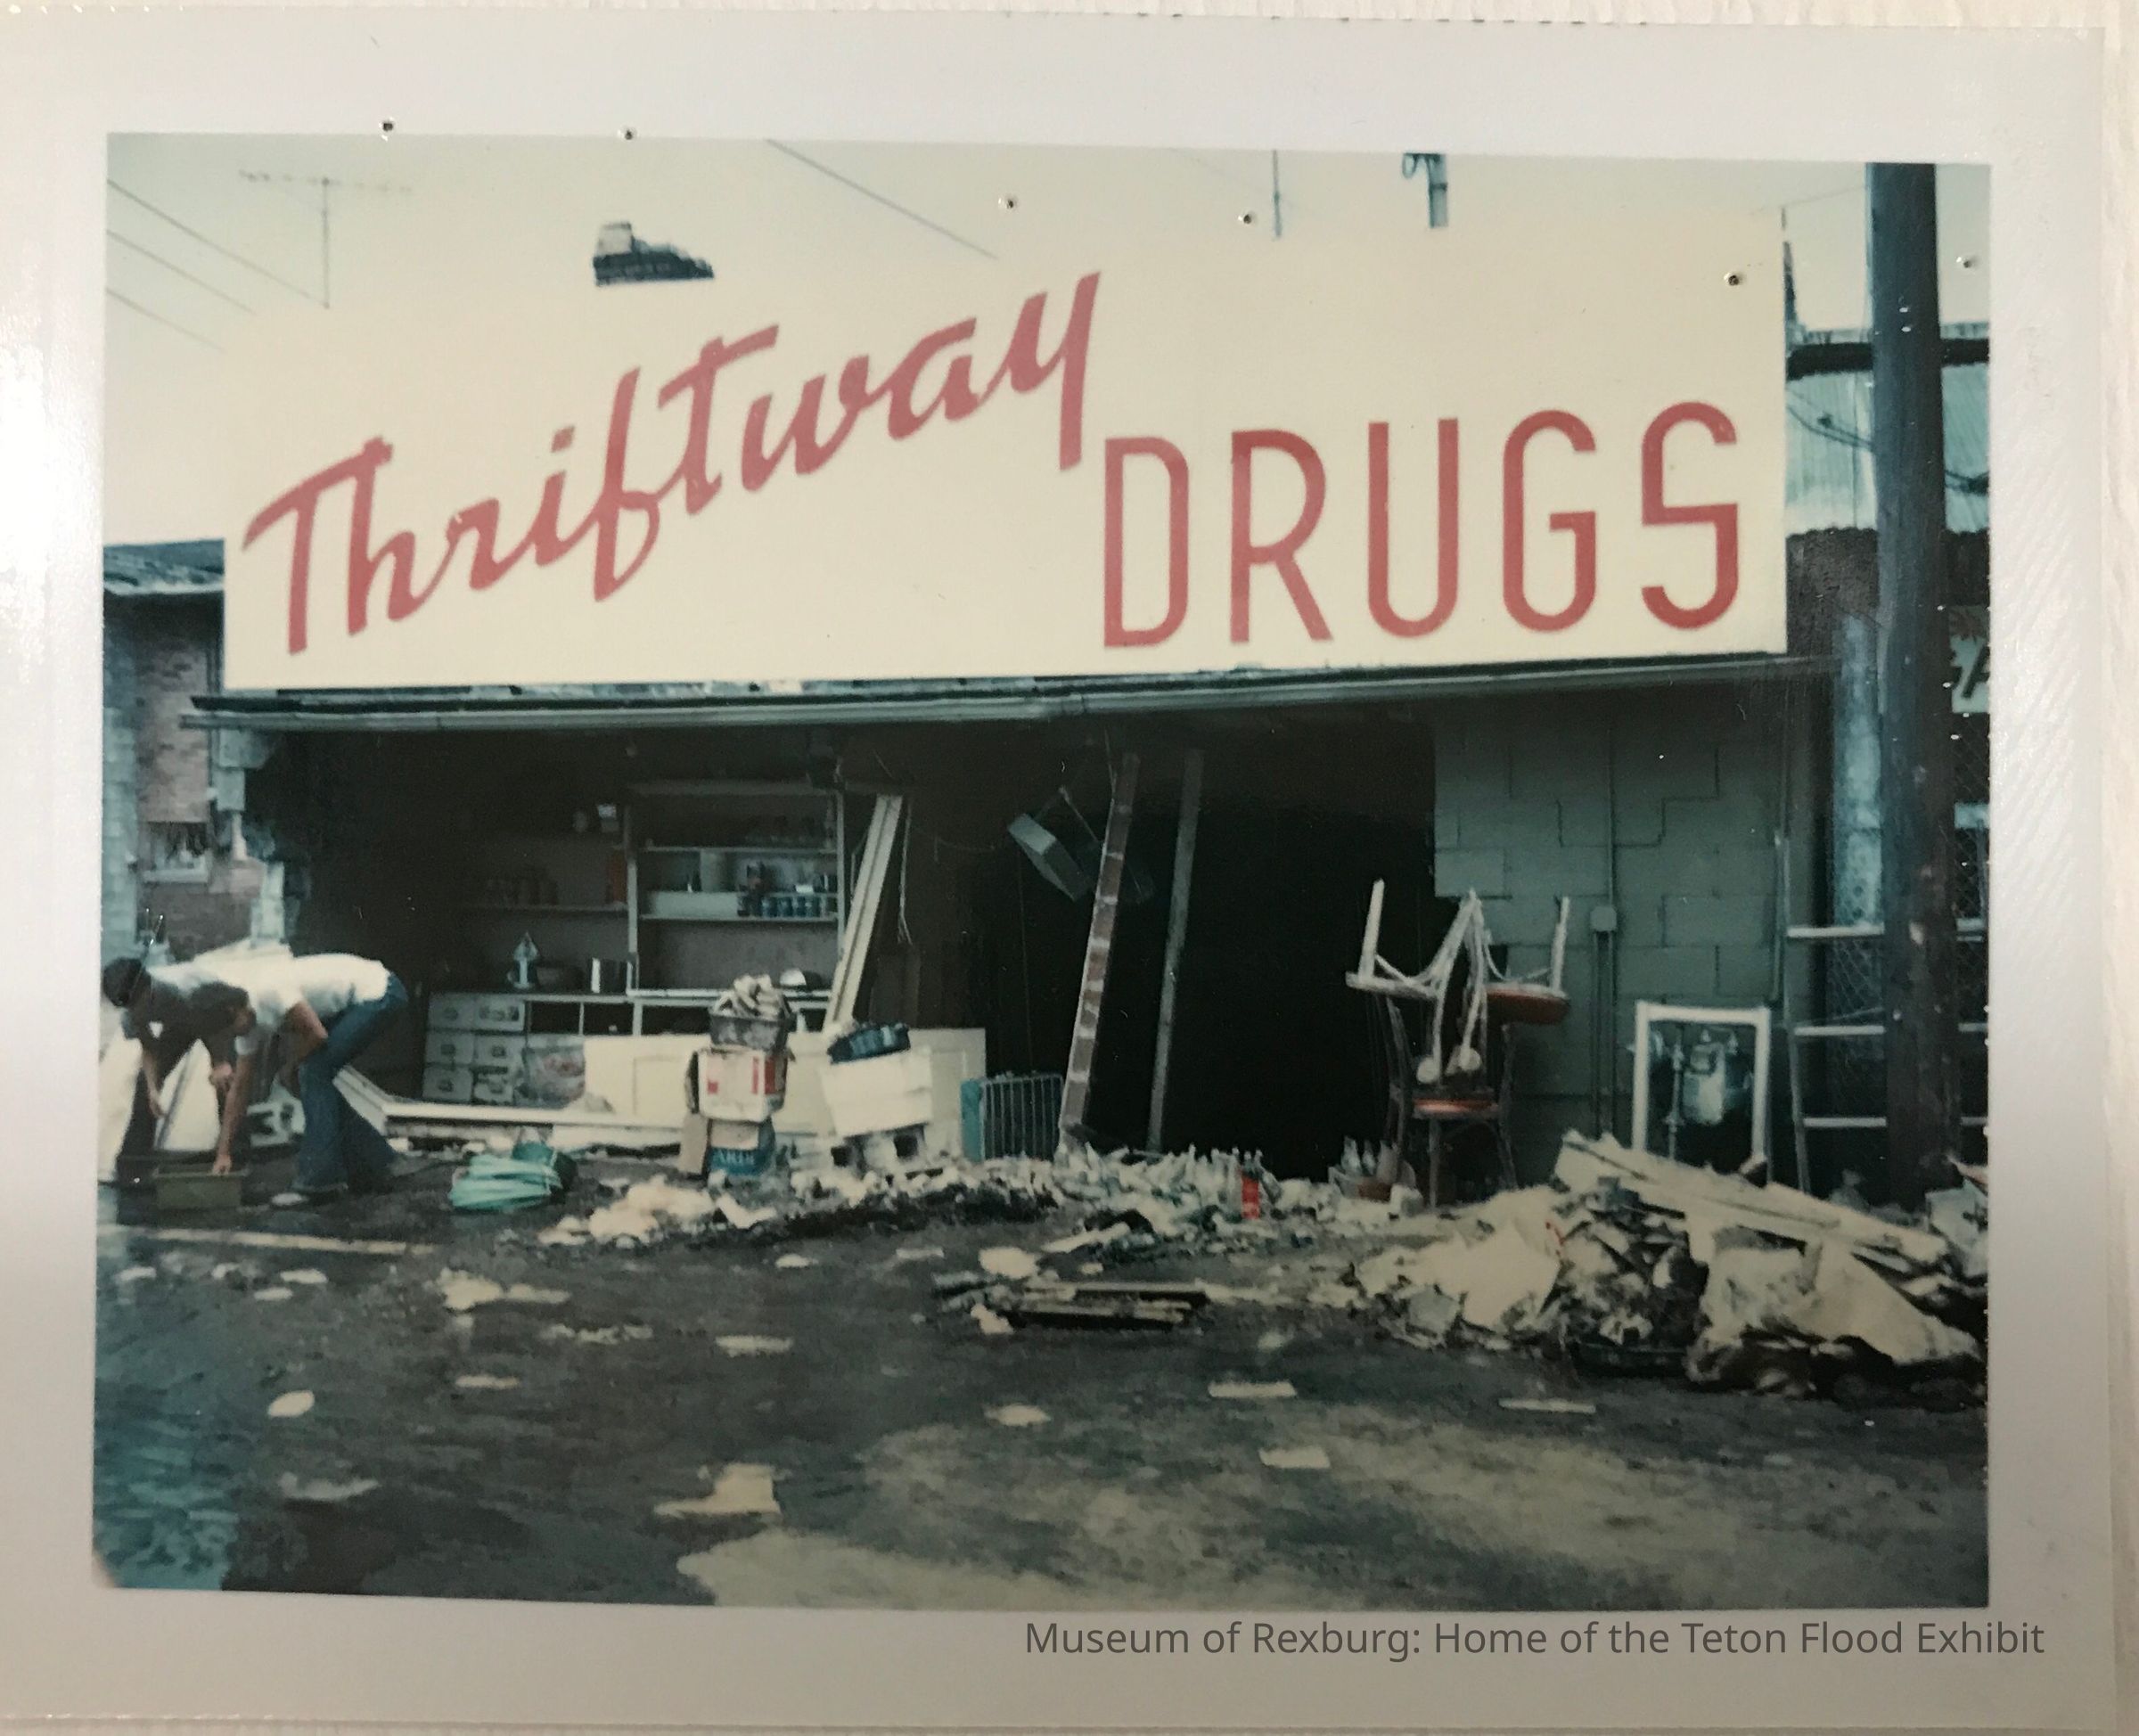 Thriftway
DRUGS
Museum of Rexburg: Home of the Teton Flood Exhibit